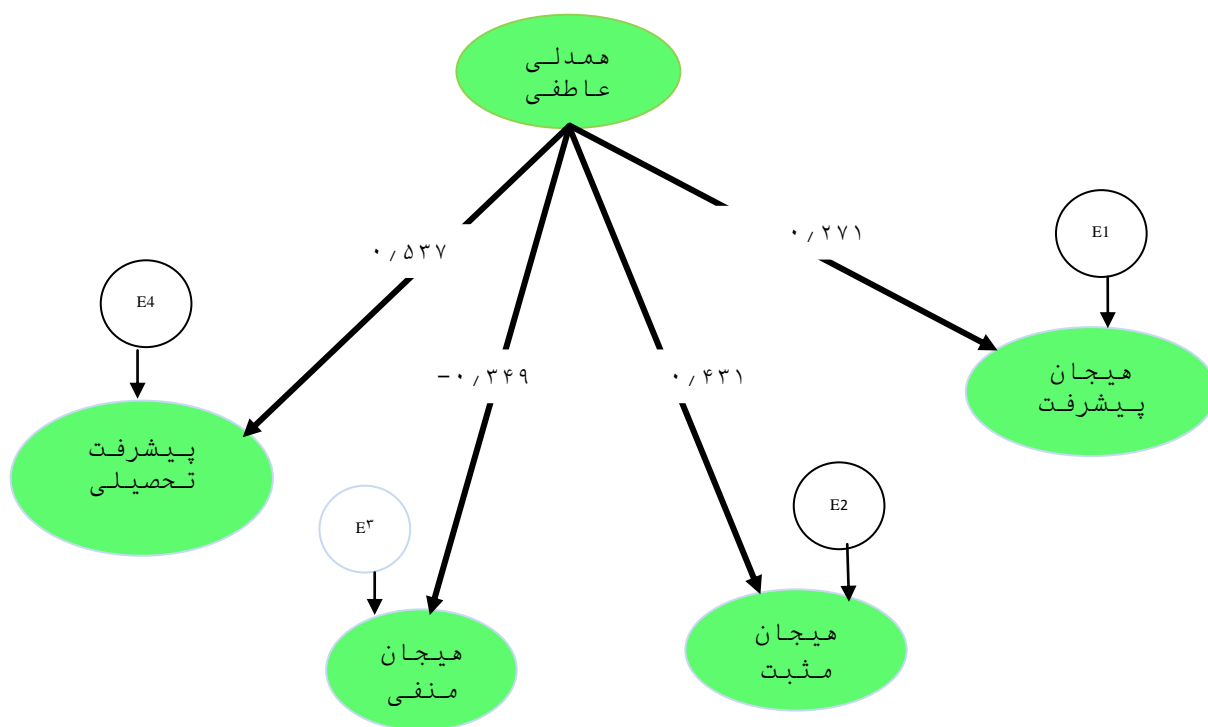 همدلی
عاطفی
۰/۲۷۱
E1
۰/۵۳۷
E4
-۰/۳۴۹
۰/۴۳۱
هیجان
پیشرفت
پیشرفت
تحصیلی
E۳
E2
هیجان
منفی
هیجان
مثبت